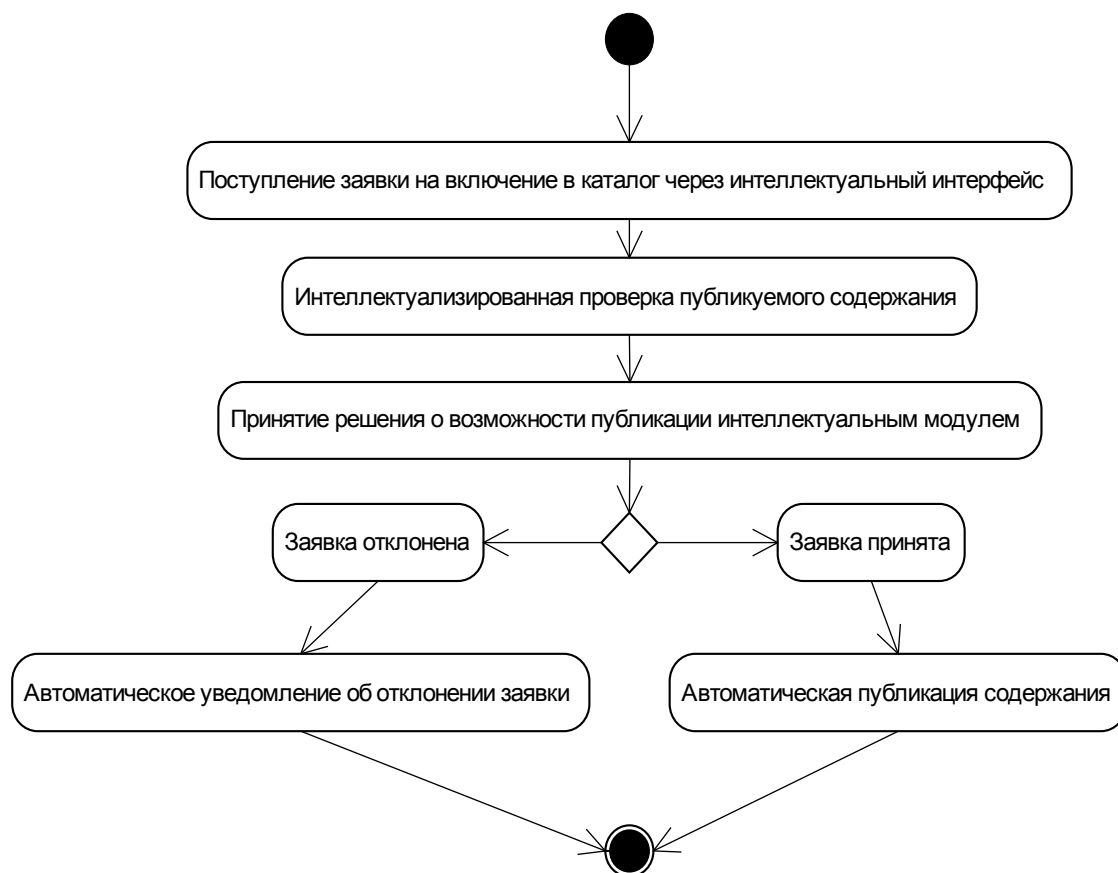 Поступление заявки на включение в каталог через интеллектуальный интерфейс
Интеллектуализированная проверка публикуемого содержания
Принятие решения о возможности публикации интеллектуальным модулем
Заявка отклонена
Заявка принята
Автоматическое уведомление об отклонении заявки
Автоматическая публикация содержания